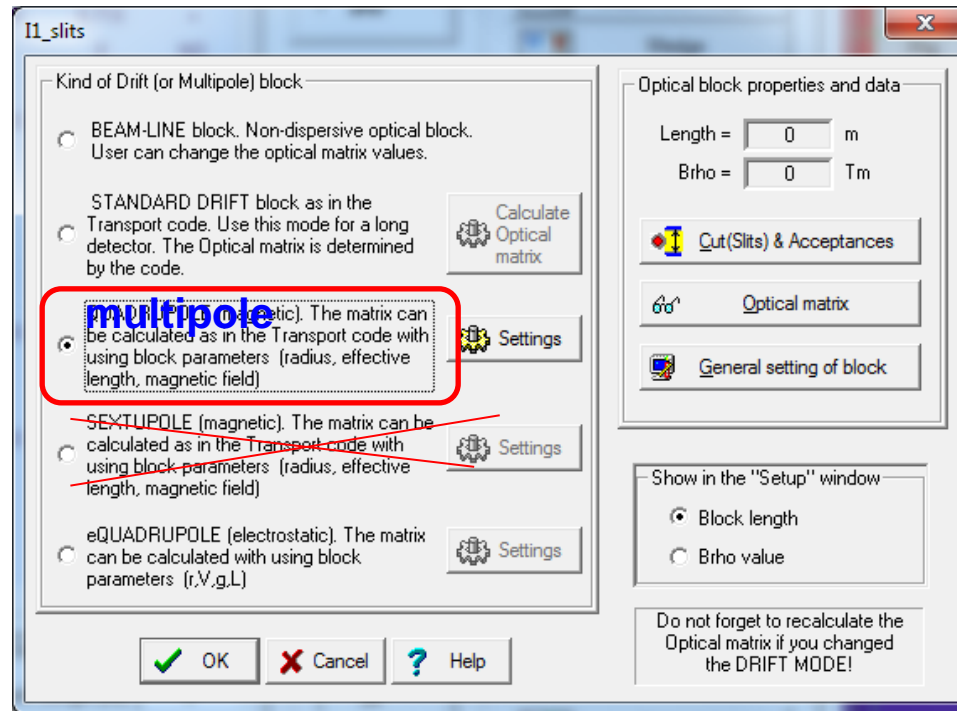 I1_slits
Kind of Drift (or Multipole) block
BEAM-LINE block. Non-dispersive optical block.
User can change the optical matrix values.
STANDARD DRIFT block as in the
Transport code. Use this mode for a long
detector. The Optical matrix is determined
by the code.
Calculate
Optical
matrix
multipole
QUADRUPOLE (magnetic). The matrix can
be calculated as in the Transport code with
using block parameters (radius, effective
length, magnetic field)
Settings
SEXTUPOLE (magnetic). The matrix can be
calculated as in the Transport code with
using block parameters (radius, effective
length, magnetic field)
Settings
eQUADRUPOLE (electrostatic). The matrix
can be calculated with using block
parameters (r,V,g,L)
Settings
OK
Cancel
Help
Optical block properties and data
Length = 0 m
Brho = 0 Tm
Cut(Slits) & Acceptances
Optical matrix
General setting of block
Show in the "Setup" window
Block length
Brho value
Do not forget to recalculate the
Optical matrix if you changed
the DRIFT MODE!